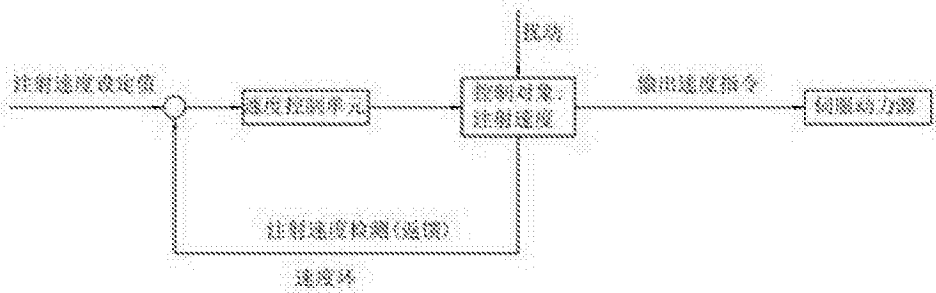 扰动
注射速度设定值
速度控制单元
控制对象：
注射速度
输出速度指令
伺服动力源
注射速度检测(反馈)
速度环